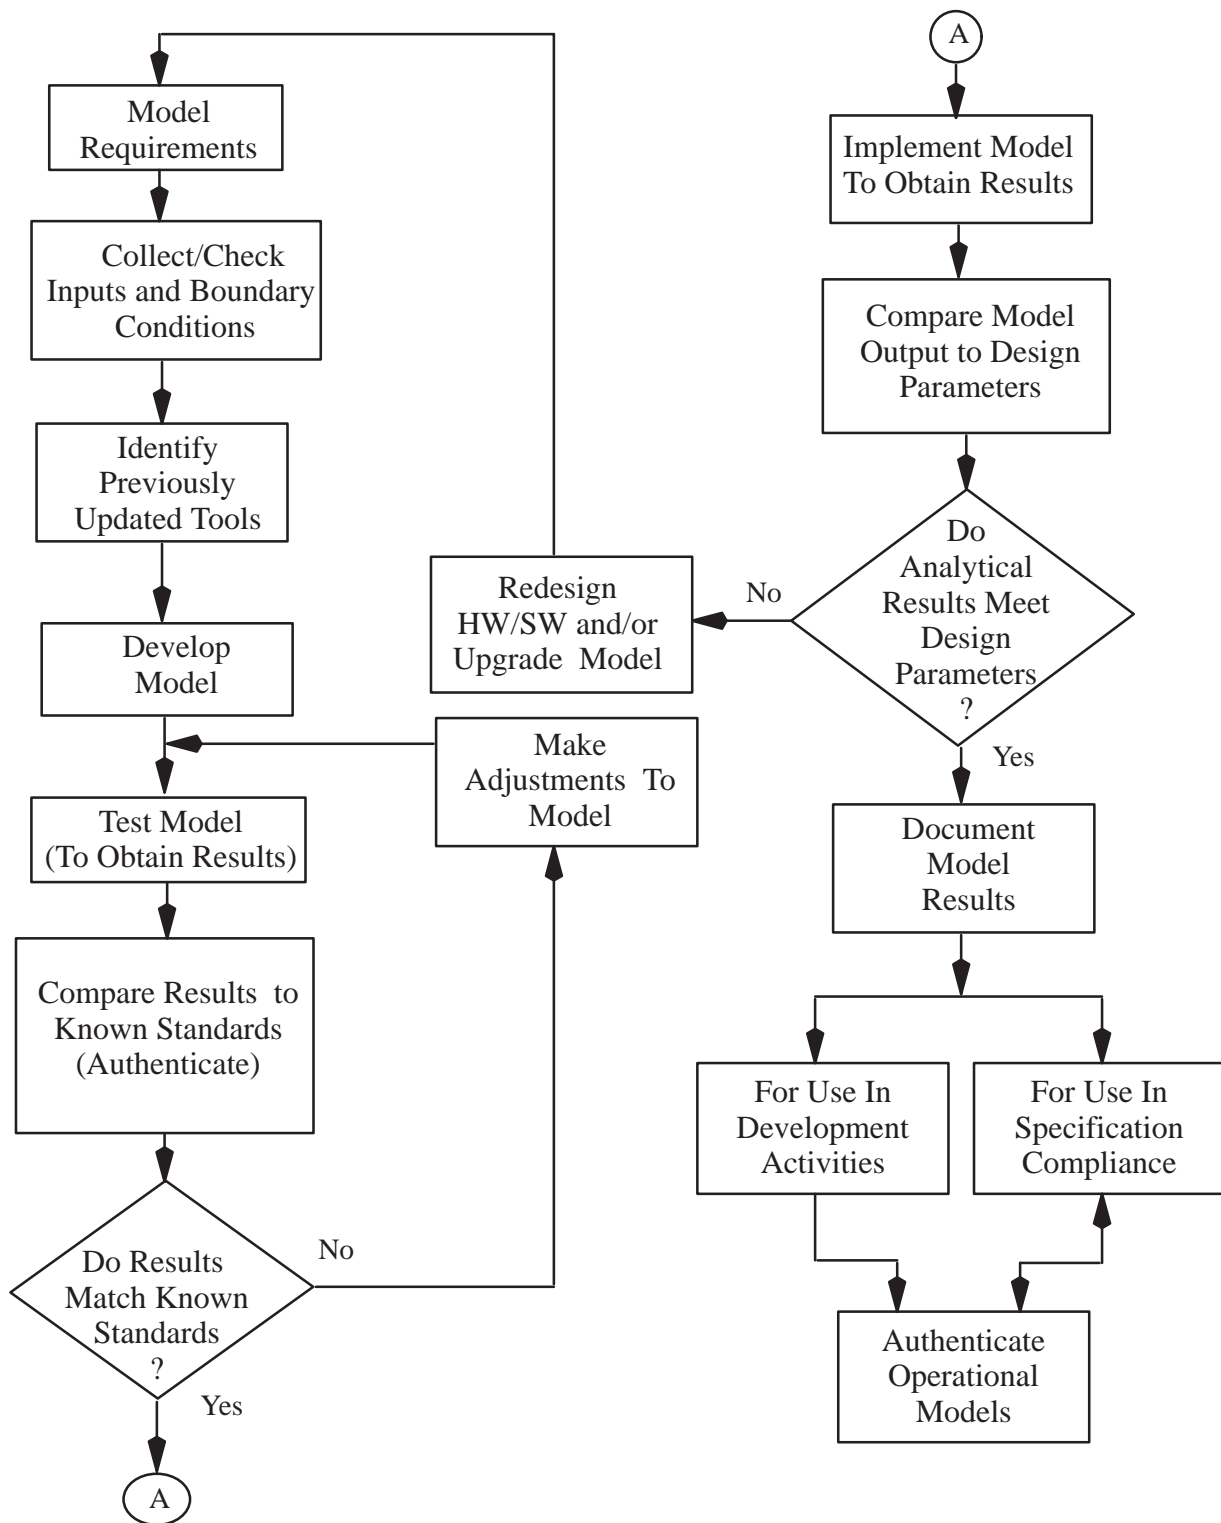 Model
Requirements
Collect/Check
Inputs and Boundary
Conditions
Identify
Previously
Updated Tools
Develop
Model
Test Model
(To Obtain Results)
Compare Results to
Known Standards
(Authenticate)
Do Results
Match Known
Standards
?
No
Yes
A
Make
Adjustments To
Model
Redesign
HW/SW and/or
Upgrade Model
A
Implement Model
To Obtain Results
Compare Model
Output to Design
Parameters
Do
Analytical
Results Meet
Design
Parameters
?
No
Yes
Document
Model
Results
For Use In
Development
Activities
For Use In
Specification
Compliance
Authenticate
Operational
Models